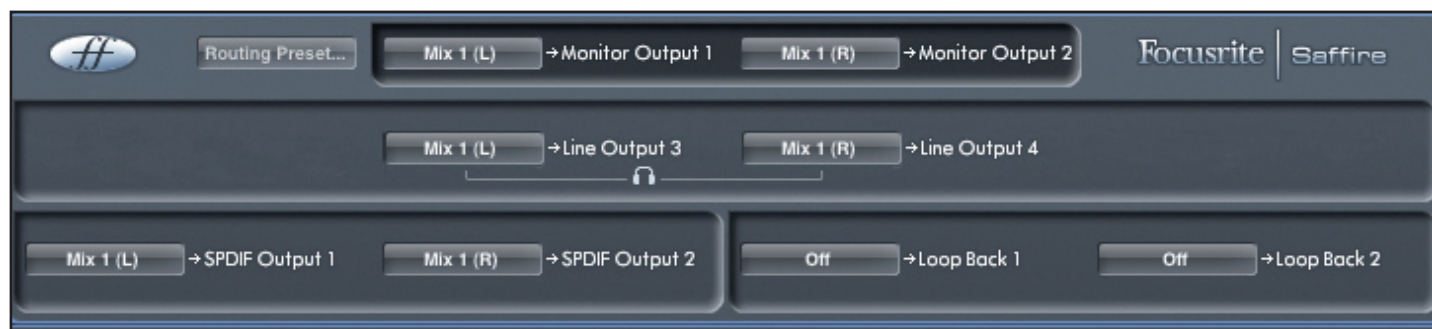 ff Routing Preset... Mix 1 (L) →Monitor Output 1 Mix 1 (R) →Monitor Output 2 Focusrite | Saffire
Mix 1 (L) →Line Output 3 Mix 1 (R) →Line Output 4
Mix 1 (L) →SPDIF Output 1 Mix 1 (R) →SPDIF Output 2 Off →Loop Back 1 Off →Loop Back 2